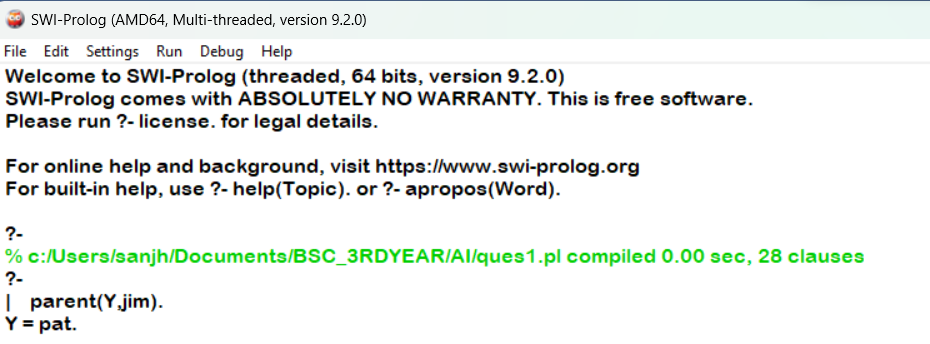 SWI-Prolog (AMD64, Multi-threaded, version 9.2.0)
File Edit Settings Run Debug Help
Welcome to SWI-Prolog (threaded, 64 bits, version 9.2.0)
SWI-Prolog comes with ABSOLUTELY NO WARRANTY. This is free software.
Please run ?- license. for legal details.
For online help and background, visit https://www.swi-prolog.org
For built-in help, use ?- help(Topic). or ?- apropos(Word).
?-
% c:/Users/sanjh/Documents/BSC_3RDYEAR/AI/ques1.pl compiled 0.00 sec, 28 clauses
?-
| parent(Y,jim).
Y = pat.